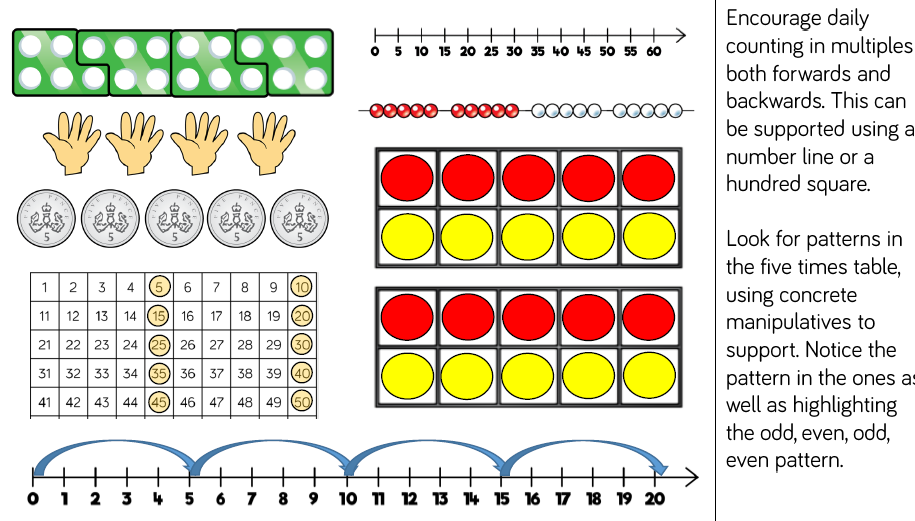 0 5 10 15 20 25 30 35 40 45 50 55 60
5 5 5 5 5
1 2 3 4 5 6 7 8 9 10
11 12 13 14 15 16 17 18 19 20
21 22 23 24 25 26 27 28 29 30
31 32 33 34 35 36 37 38 39 40
41 42 43 44 45 46 47 48 49 50
0 1 2 3 4 5 6 7 8 9 10 11 12 13 14 15 16 17 18 19 20
Encourage daily
counting in multiples
both forwards and
backwards. This can
be supported using a
number line or a
hundred square.
Look for patterns in
the five times table,
using concrete
manipulatives to
support. Notice the
pattern in the ones as
well as highlighting
the odd, even, odd,
even pattern.